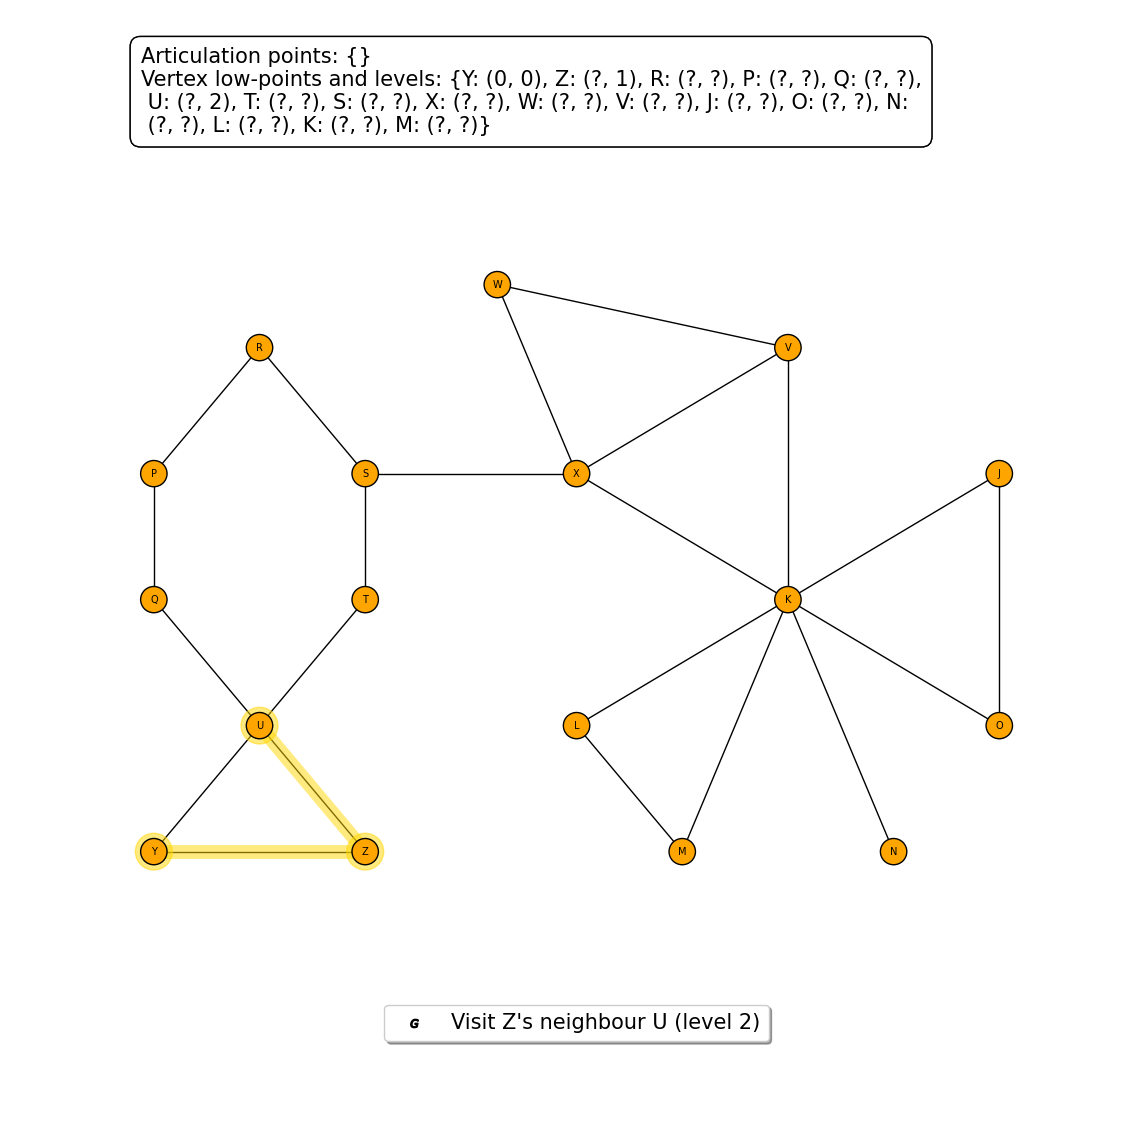 Articulation points: {}
Vertex low-points and levels: {Y: (0, 0), Z: (?, 1), R: (?, ?), P: (?, ?), Q: (?, ?),
U: (?, 2), T: (?, ?), S: (?, ?), X: (?, ?), W: (?, ?), V: (?, ?), J: (?, ?), O: (?, ?), N:
(?, ?), L: (?, ?), K: (?, ?), M: (?, ?)}
W
R
V
P
S
X
J
Q
T
K
U
L
O
Y
Z
M
N
G Visit Z's neighbour U (level 2)